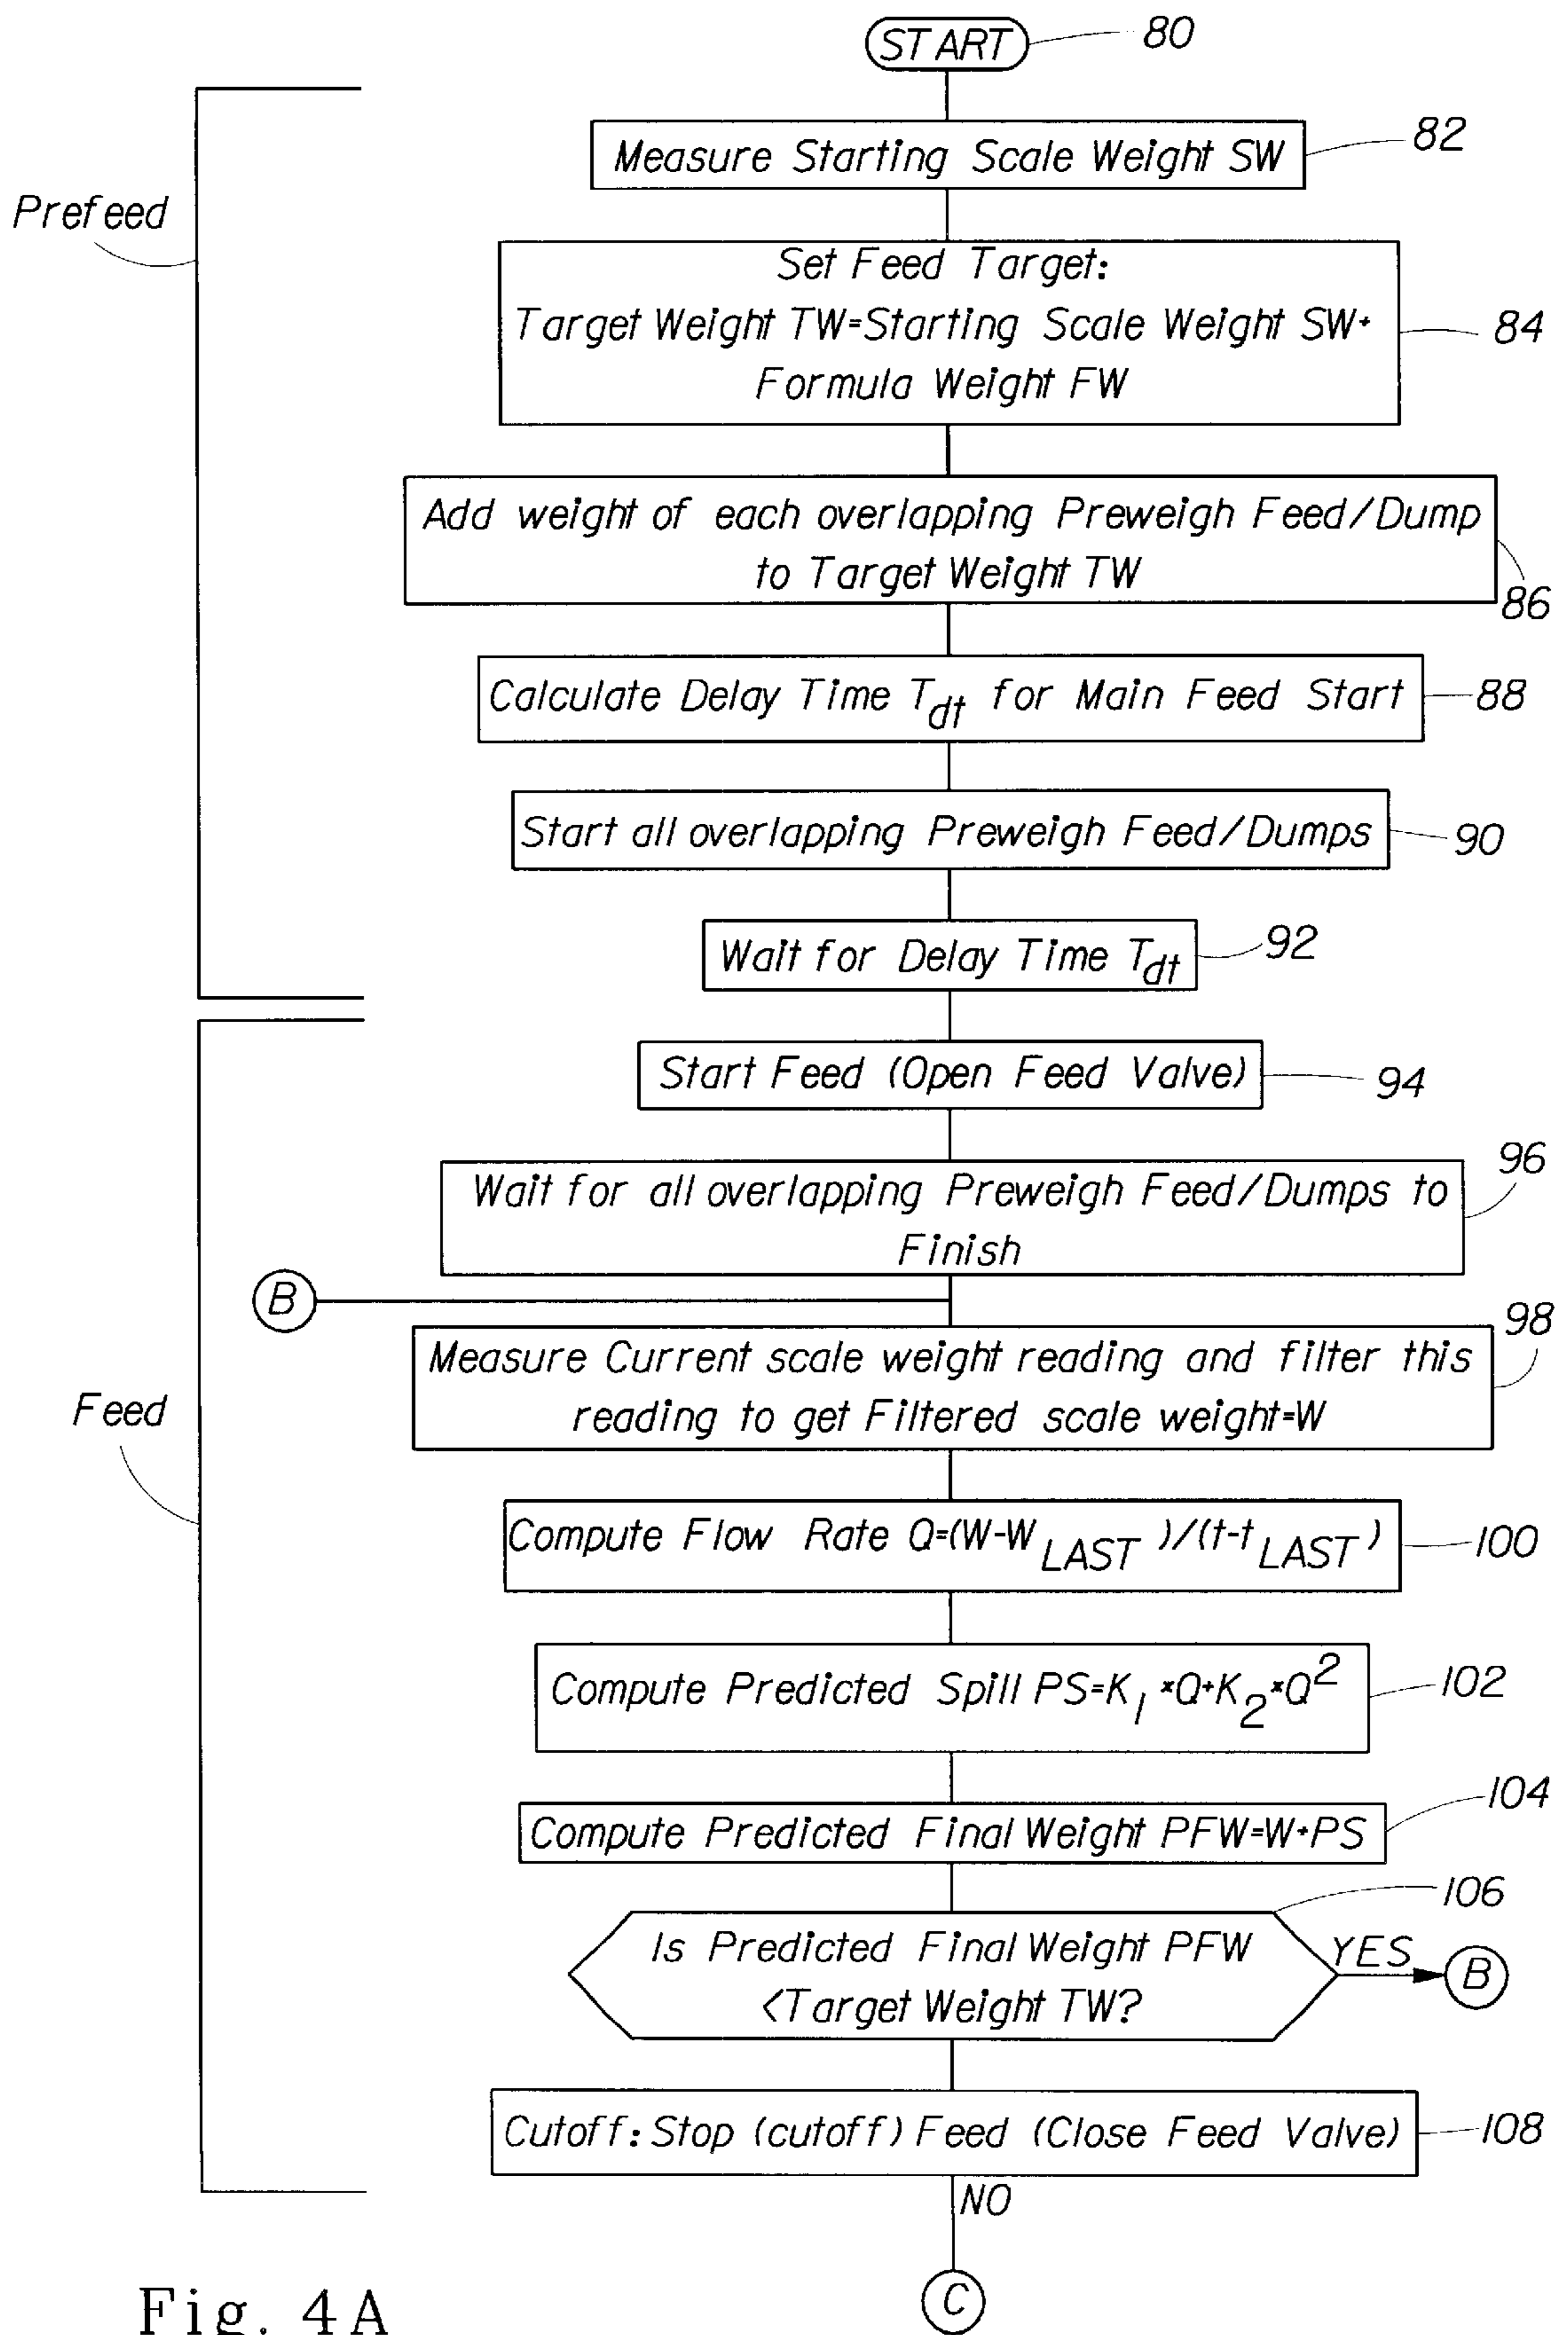 START 80
Measure Starting Scale Weight SW 82
Prefeed
Set Feed Target:
Target Weight TW=Starting Scale Weight SW+ 84
Formula Weight FW
Add weight of each overlapping Preweigh Feed/Dump
to Target Weight TW
86
Calculate Delay Time Tdt for Main Feed Start 88
Start all overlapping Preweigh Feed/Dumps 90
Wait for Delay Time Tdt 92
Start Feed (Open Feed Valve) 94
96
Wait for all overlapping Preweigh Feed/Dumps to
Finish
B
98
Measure Current scale weight reading and filter this
reading to get Filtered scale weight=W
Feed
Compute Flow Rate Q=(W-W LAST )/(t-t LAST ) 100
Compute Predicted Spill PS=K1 *Q+K2*Q2 102
104
Compute Predicted Final Weight PFW=W+PS
106
Is Predicted Final Weight PFW
<Target Weight TW?
YES B
Cutoff: Stop (cutoff) Feed (Close Feed Valve) 108
NO
C
Fig. 4A